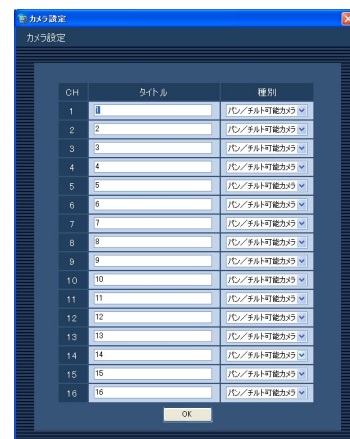 カメラ設定
カメラ設定
CH タイトル 種別
1 1 パン／チルト可能カメラ
2 2 パン／チルト可能カメラ
3 3 パン／チルト可能カメラ
4 4 パン／チルト可能カメラ
5 5 パン／チルト可能カメラ
6 6 パン／チルト可能カメラ
7 7 パン／チルト可能カメラ
8 8 パン／チルト可能カメラ
9 9 パン／チルト可能カメラ
10 10 パン／チルト可能カメラ
11 11 パン／チルト可能カメラ
12 12 パン／チルト可能カメラ
13 13 パン／チルト可能カメラ
14 14 パン／チルト可能カメラ
15 15 パン／チルト可能カメラ
16 16 パン／チルト可能カメラ
OK